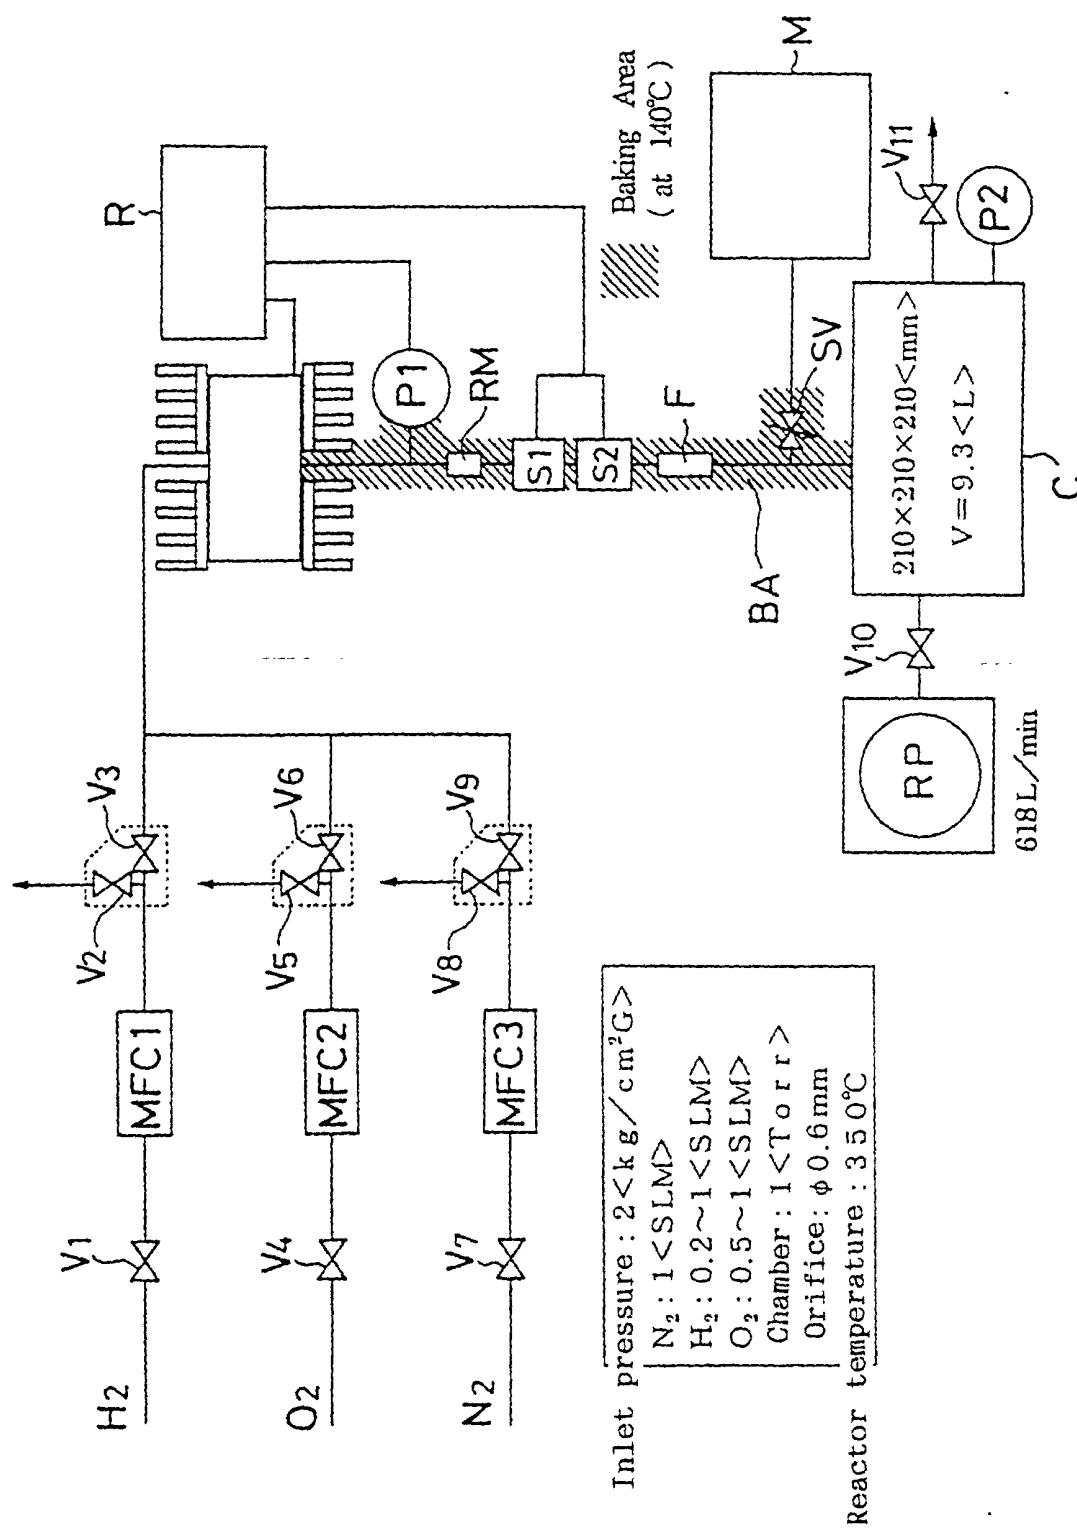 H2
V1
MFC1
V2
V3
O2
V4
MFC2
V5
V6
N2
V7
MFC3
V8
V9
R
P1
RM
S1
S2
F
SV
BA
Baking Area
( at 140℃ )
M
210×210×210<mm>
V=9.3<L>
C
V10
RP
618L/min
V11
P2
Inlet pressure : 2<kg/cm²G>
N₂ : 1<SLM>
H₂ : 0.2~1<SLM>
O₂ : 0.5~1<SLM>
Chamber : 1<Torr>
Orifice : φ0.6mm
Reactor temperature : 350℃